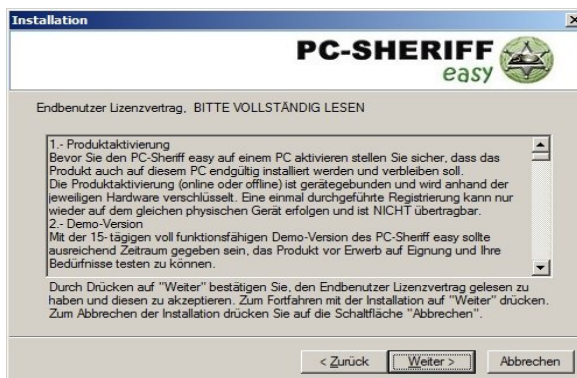 Installation
PC-SHERIFF
easy
Endbenutzer Lizenzvertrag, BITTE VOLLSTÄNDIG LESEN
1.- Produktaktivierung
Bevor Sie den PC-Sheriff easy auf einem PC aktivieren stellen Sie sicher, dass das
Produkt auch auf diesem PC endgültig installiert werden und verbleiben soll.
Die Produktaktivierung (online oder offline) ist gerätegebunden und wird anhand der
jeweiligen Hardware verschlüsselt. Eine einmal durchgeführte Registrierung kann nur
wieder auf dem gleichen physischen Gerät erfolgen und ist NICHT übertragbar.
2.- Demo-Version
Mit der 15- tägigen voll funktionsfähigen Demo-Version des PC-Sheriff easy sollte
ausreichend Zeitraum gegeben sein, das Produkt vor Erwerb auf Eignung und Ihre
Bedürfnisse testen zu können.
Durch Drücken auf "Weiter" bestätigen Sie, den Endbenutzer Lizenzvertrag gelesen zu
haben und diesen zu akzeptieren. Zum Fortfahren mit der Installation auf "Weiter" drücken.
Zum Abbrechen der Installation drücken Sie auf die Schaltfläche "Abbrechen".
< Zurück Weiter > Abbrechen